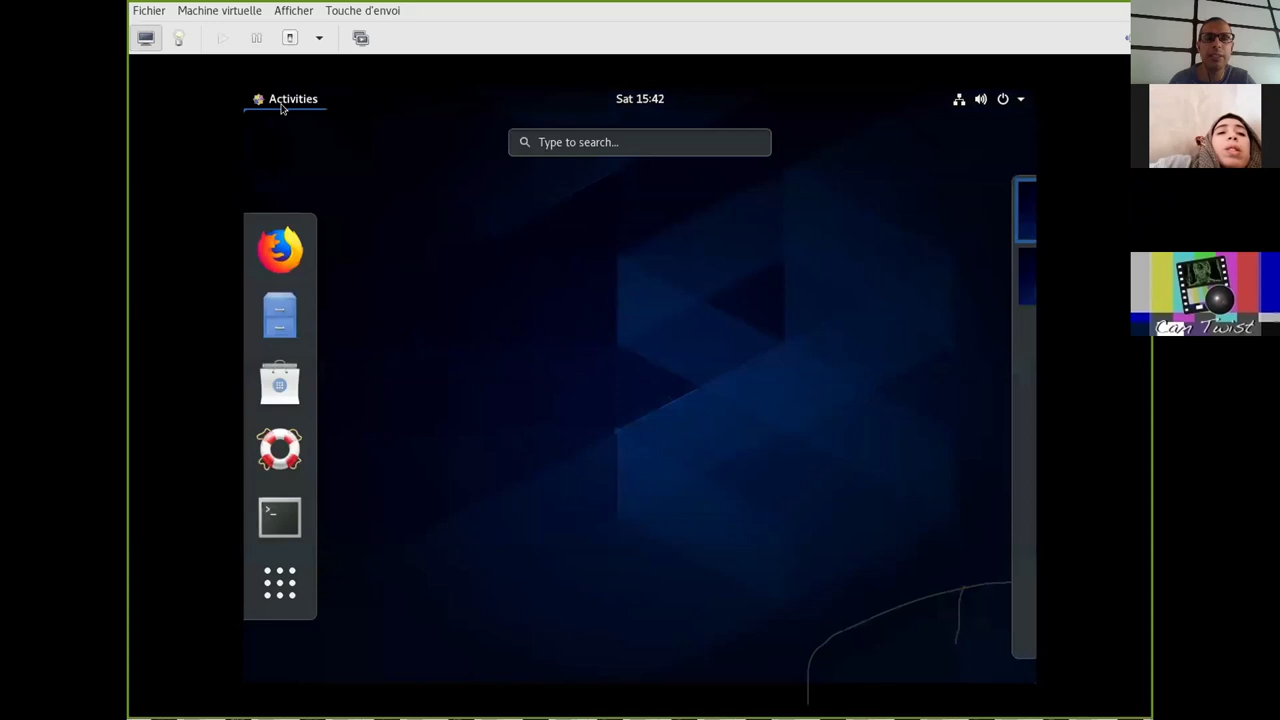 Fichier Machine virtuelle Afficher Touche d'envoi
Activities
Sat 15:42
Type to search...
>_
Cam Twist